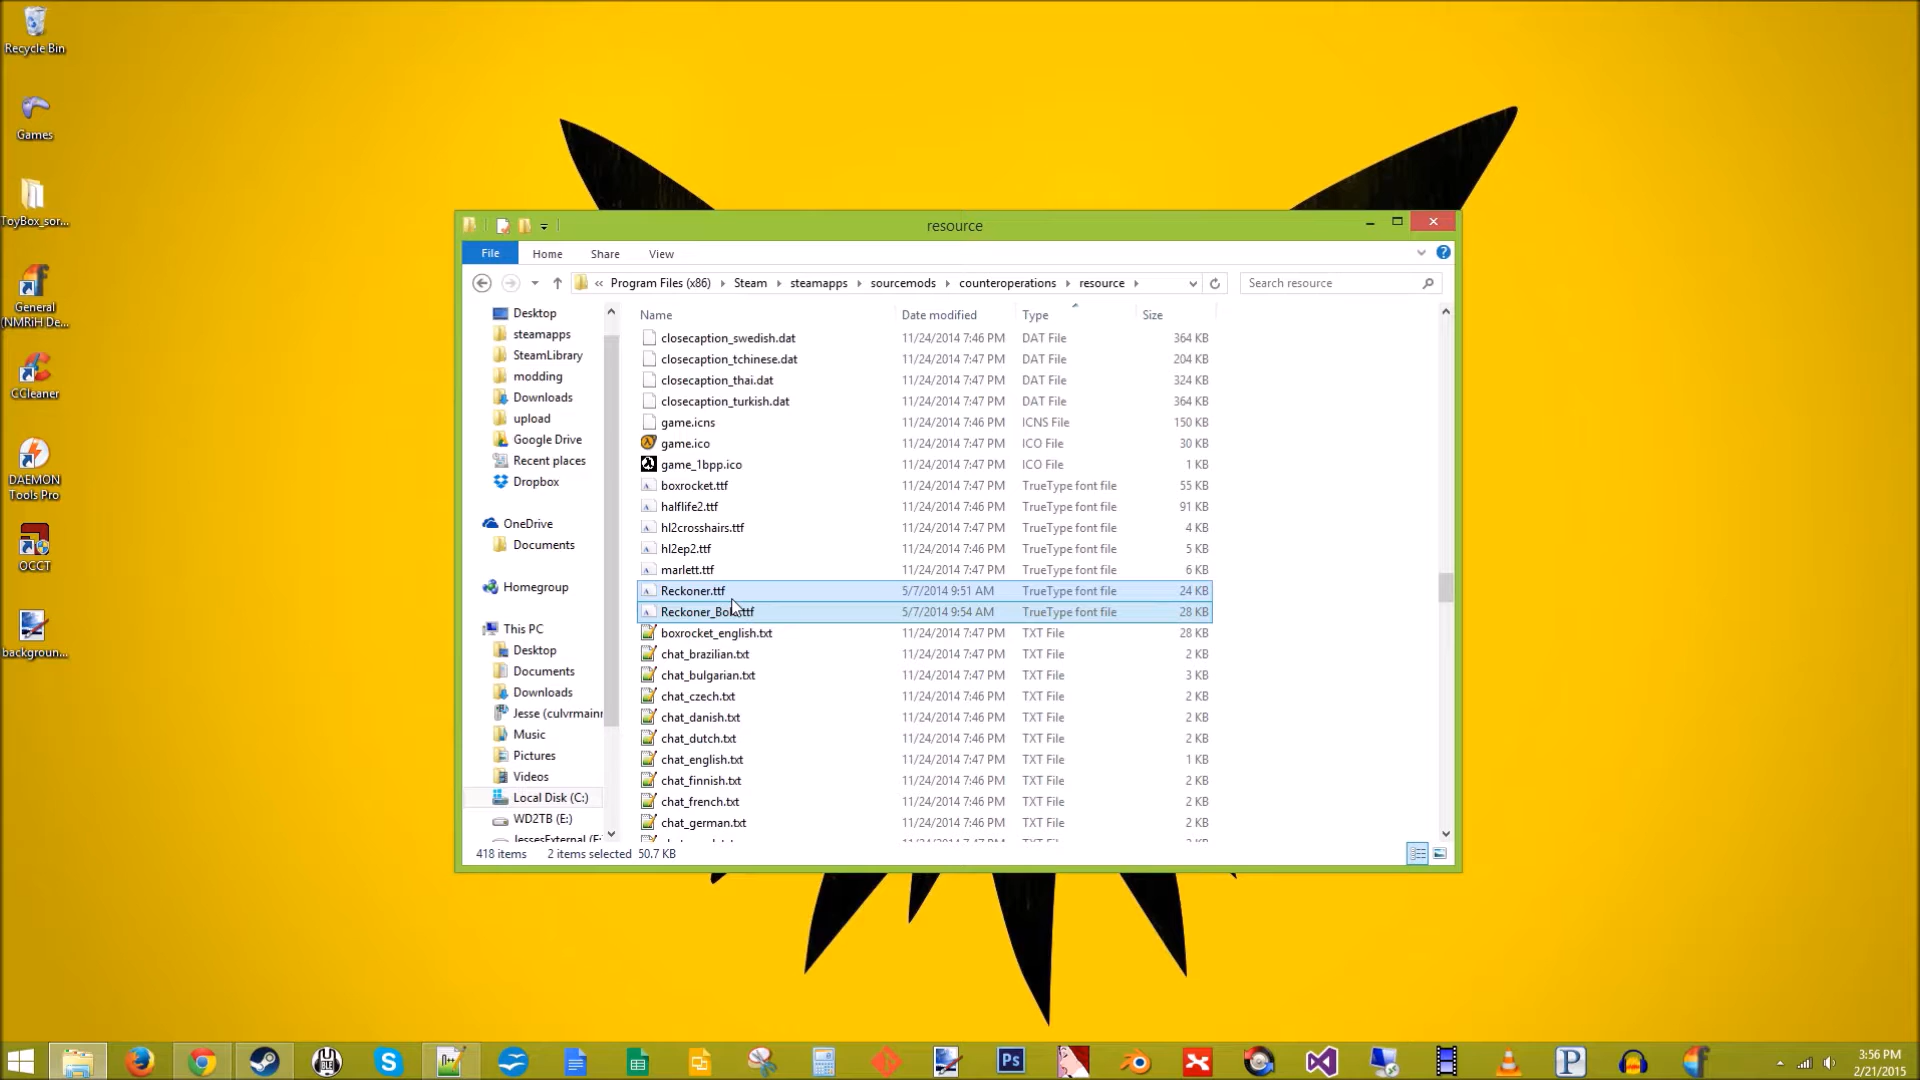 Recycle Bin
Games
ToyBox_sor...
General
(NMRiH De...
CCleaner
DAEMON
Tools Pro
OCCT
backgroun...
resource
File Home Share View
« Program Files (x86) Steam steamapps sourcemods counteroperations resource
Search resource
Desktop
steamapps
SteamLibrary
modding
Downloads
upload
Google Drive
Recent places
Dropbox
OneDrive
Documents
Homegroup
This PC
Desktop
Documents
Downloads
Jesse (culvrmainr
Music
Pictures
Videos
Local Disk (C:)
WD2TB (E:)
JessesExternal (F:
Name Date modified Type Size
closecaption_swedish.dat 11/24/2014 7:46 PM DAT File 364 KB
closecaption_tchinese.dat 11/24/2014 7:47 PM DAT File 204 KB
closecaption_thai.dat 11/24/2014 7:47 PM DAT File 324 KB
closecaption_turkish.dat 11/24/2014 7:47 PM DAT File 364 KB
game.icns 11/24/2014 7:46 PM ICNS File 150 KB
game.ico 11/24/2014 7:46 PM ICO File 30 KB
game_1bpp.ico 11/24/2014 7:46 PM ICO File 1 KB
boxrocket.ttf 11/24/2014 7:47 PM TrueType font file 55 KB
halflife2.ttf 11/24/2014 7:46 PM TrueType font file 91 KB
hl2crosshairs.ttf 11/24/2014 7:47 PM TrueType font file 4 KB
hl2ep2.ttf 11/24/2014 7:46 PM TrueType font file 5 KB
marlett.ttf 11/24/2014 7:47 PM TrueType font file 6 KB
Reckoner.ttf 5/7/2014 9:51 AM TrueType font file 24 KB
Reckoner_Bold.ttf 5/7/2014 9:54 AM TrueType font file 28 KB
boxrocket_english.txt 11/24/2014 7:47 PM TXT File 28 KB
chat_brazilian.txt 11/24/2014 7:47 PM TXT File 2 KB
chat_bulgarian.txt 11/24/2014 7:47 PM TXT File 3 KB
chat_czech.txt 11/24/2014 7:46 PM TXT File 2 KB
chat_danish.txt 11/24/2014 7:47 PM TXT File 2 KB
chat_dutch.txt 11/24/2014 7:46 PM TXT File 2 KB
chat_english.txt 11/24/2014 7:47 PM TXT File 1 KB
chat_finnish.txt 11/24/2014 7:46 PM TXT File 2 KB
chat_french.txt 11/24/2014 7:47 PM TXT File 2 KB
chat_german.txt 11/24/2014 7:47 PM TXT File 2 KB
418 items 2 items selected 50.7 KB
3:56 PM
2/21/2015